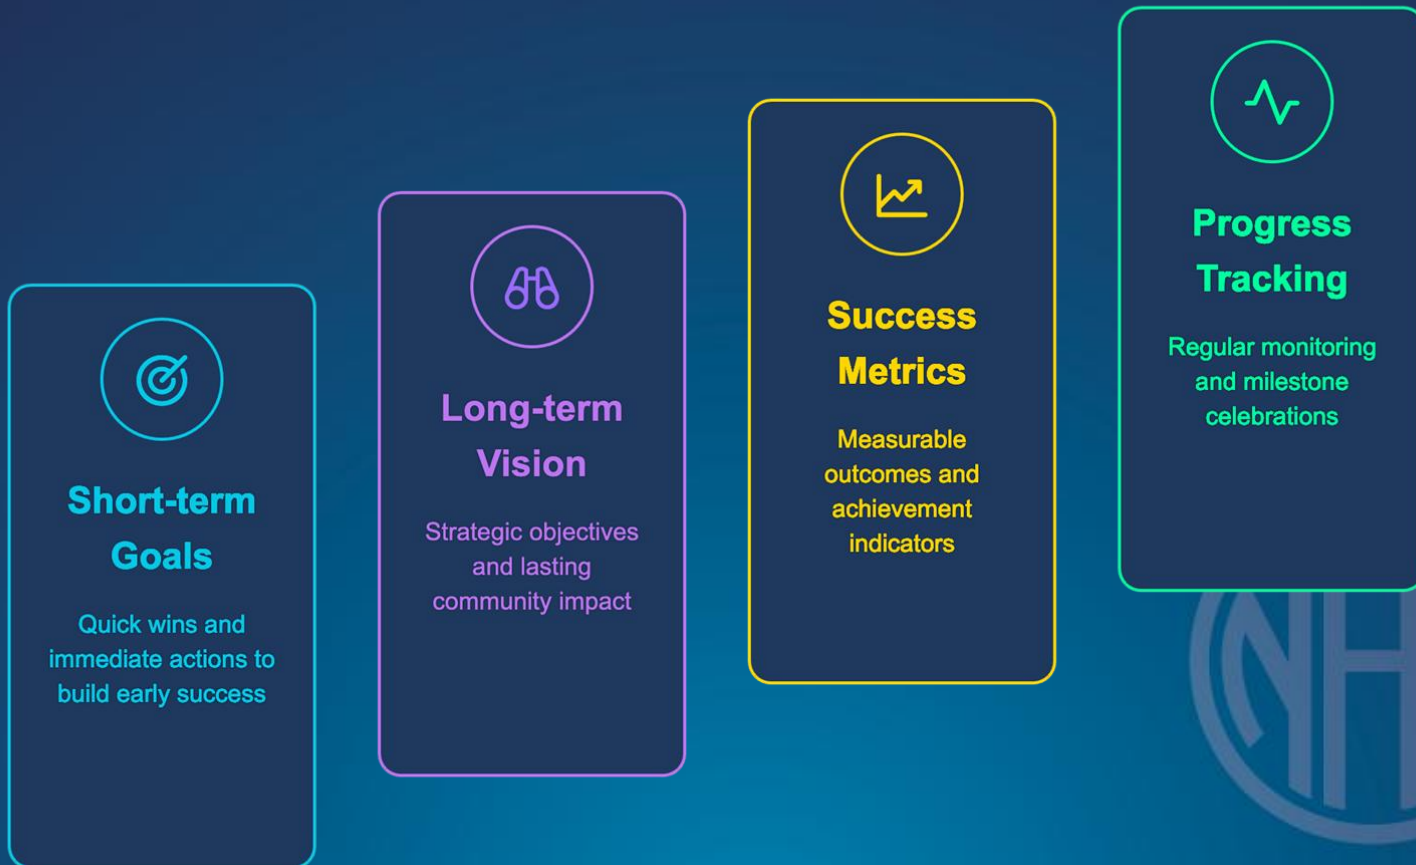 Short-term
Goals
Quick wins and
immediate actions to
build early success
Long-term
Vision
Strategic objectives
and lasting
community impact
Success
Metrics
Measurable
outcomes and
achievement
indicators
Progress
Tracking
Regular monitoring
and milestone
celebrations